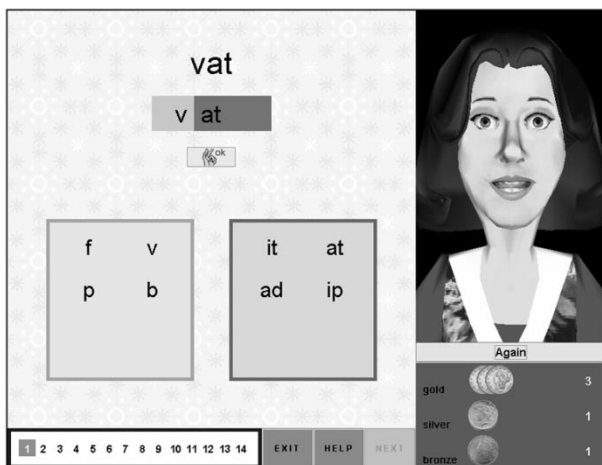 vat
v at
ok
f v
p b
it at
ad ip
Again
gold 3
silver 1
bronze 1
1 2 3 4 5 6 7 8 9 10 11 12 13 14 EXIT HELP NEXT